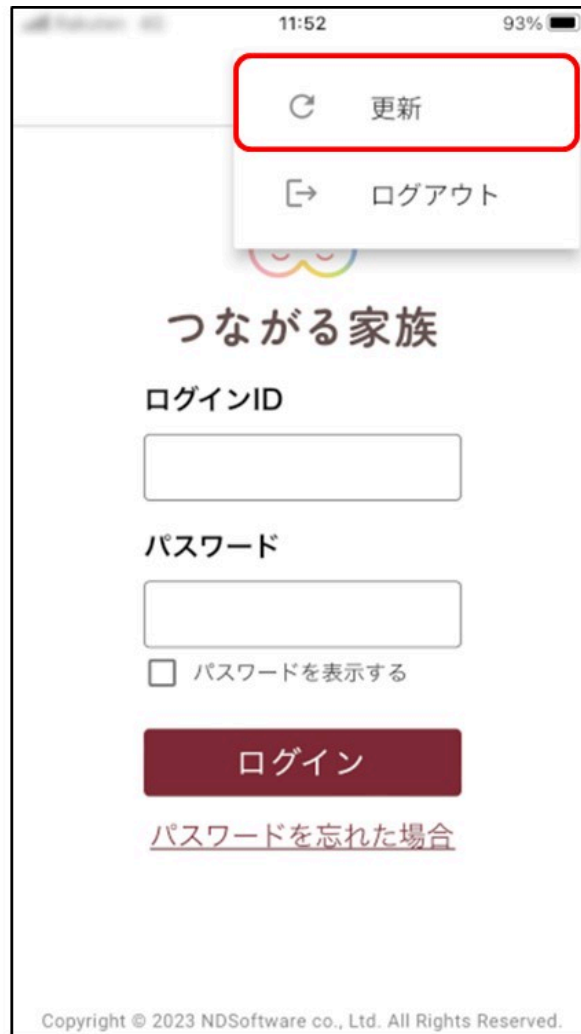 11:52 93%
更新
ログアウト
つながる家族
ログインID
パスワード
パスワードを表示する
ログイン
パスワードを忘れた場合
Copyright © 2023 NDSoftware co., Ltd. All Rights Reserved.